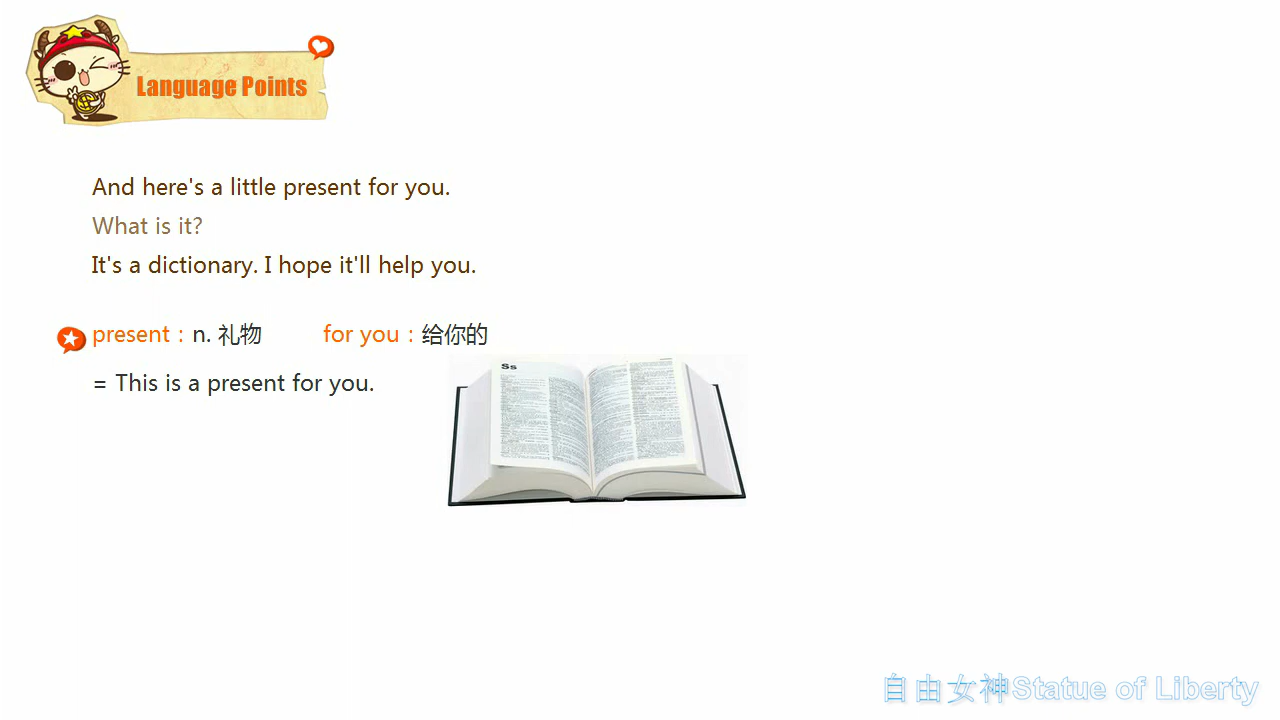 Language Points
And here's a little present for you.
What is it?
It's a dictionary. I hope it'll help you.
present：n. 礼物 for you：给你的
= This is a present for you.
Ss
自由女神Statue of Liberty